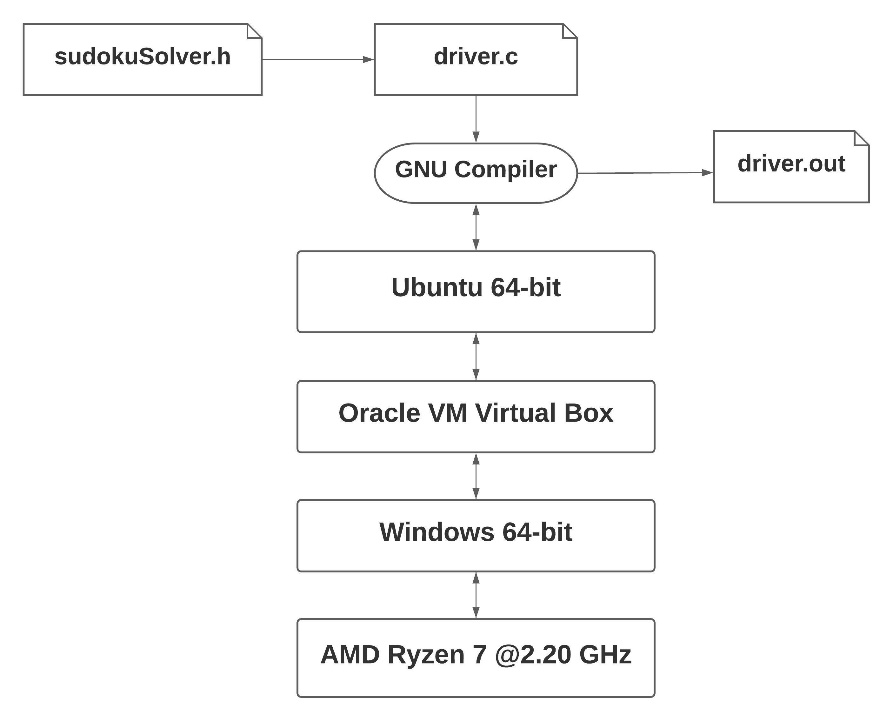 sudokuSolver.h
driver.c
GNU Compiler
driver.out
Ubuntu 64-bit
Oracle VM Virtual Box
Windows 64-bit
AMD Ryzen 7 @2.20 GHz